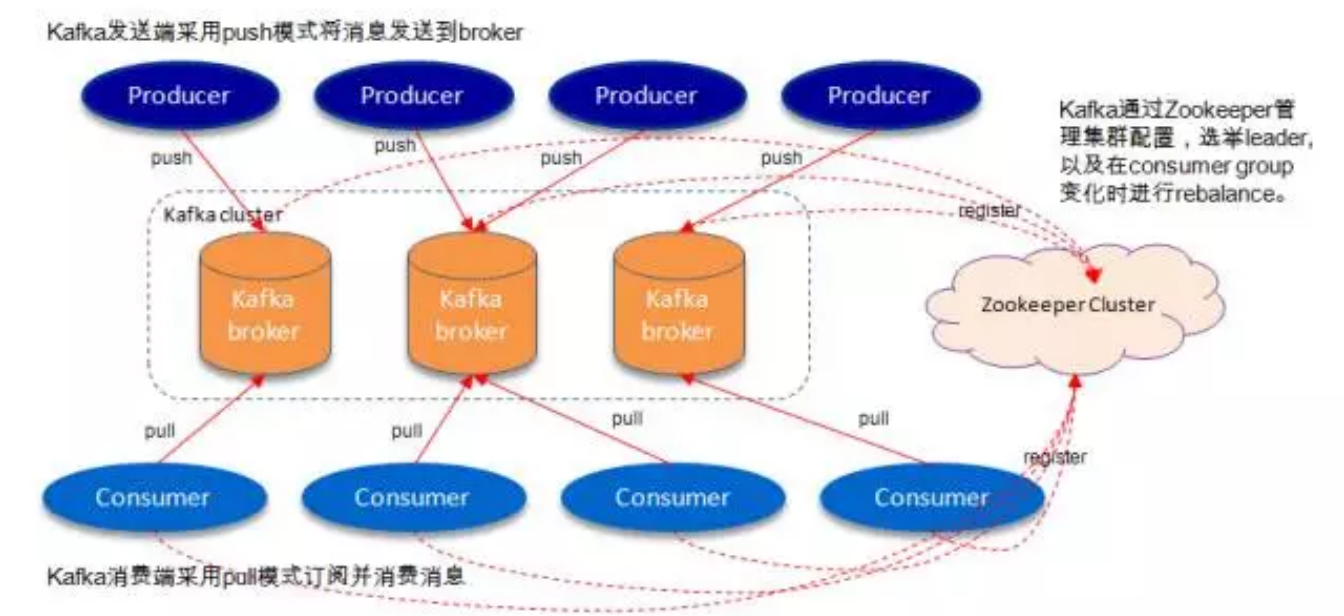 Kafka发送端采用push模式将消息发送到broker
Producer
Producer
Producer
Producer
Kafka通过Zookeeper管
理集群配置，选举leader,
以及在consumer group
变化时进行rebalance。
push
push
push
push
Kafka cluster
register
Kafka
broker
Kafka
broker
Kafka
broker
Zookeeper Cluster
pull
pull
pull
pull
register
Consumer
Consumer
Consumer
Consumer
Kafka消费端采用pull模式订阅并消费消息